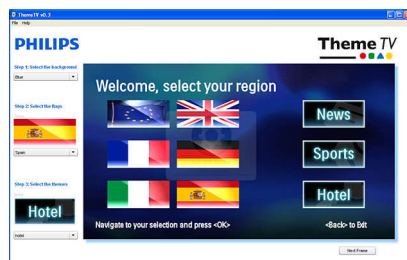 ThemeTV v0.3
File Help
PHILIPS
Theme TV
Step 1: Select the background
Blue
Step 2: Select the flags
Spain
Step 3: Select the themes
Hotel
hotel
Welcome, select your region
News
Sports
Hotel
Navigate to your selection and press <OK>
<Back> to Exit
Next Frame